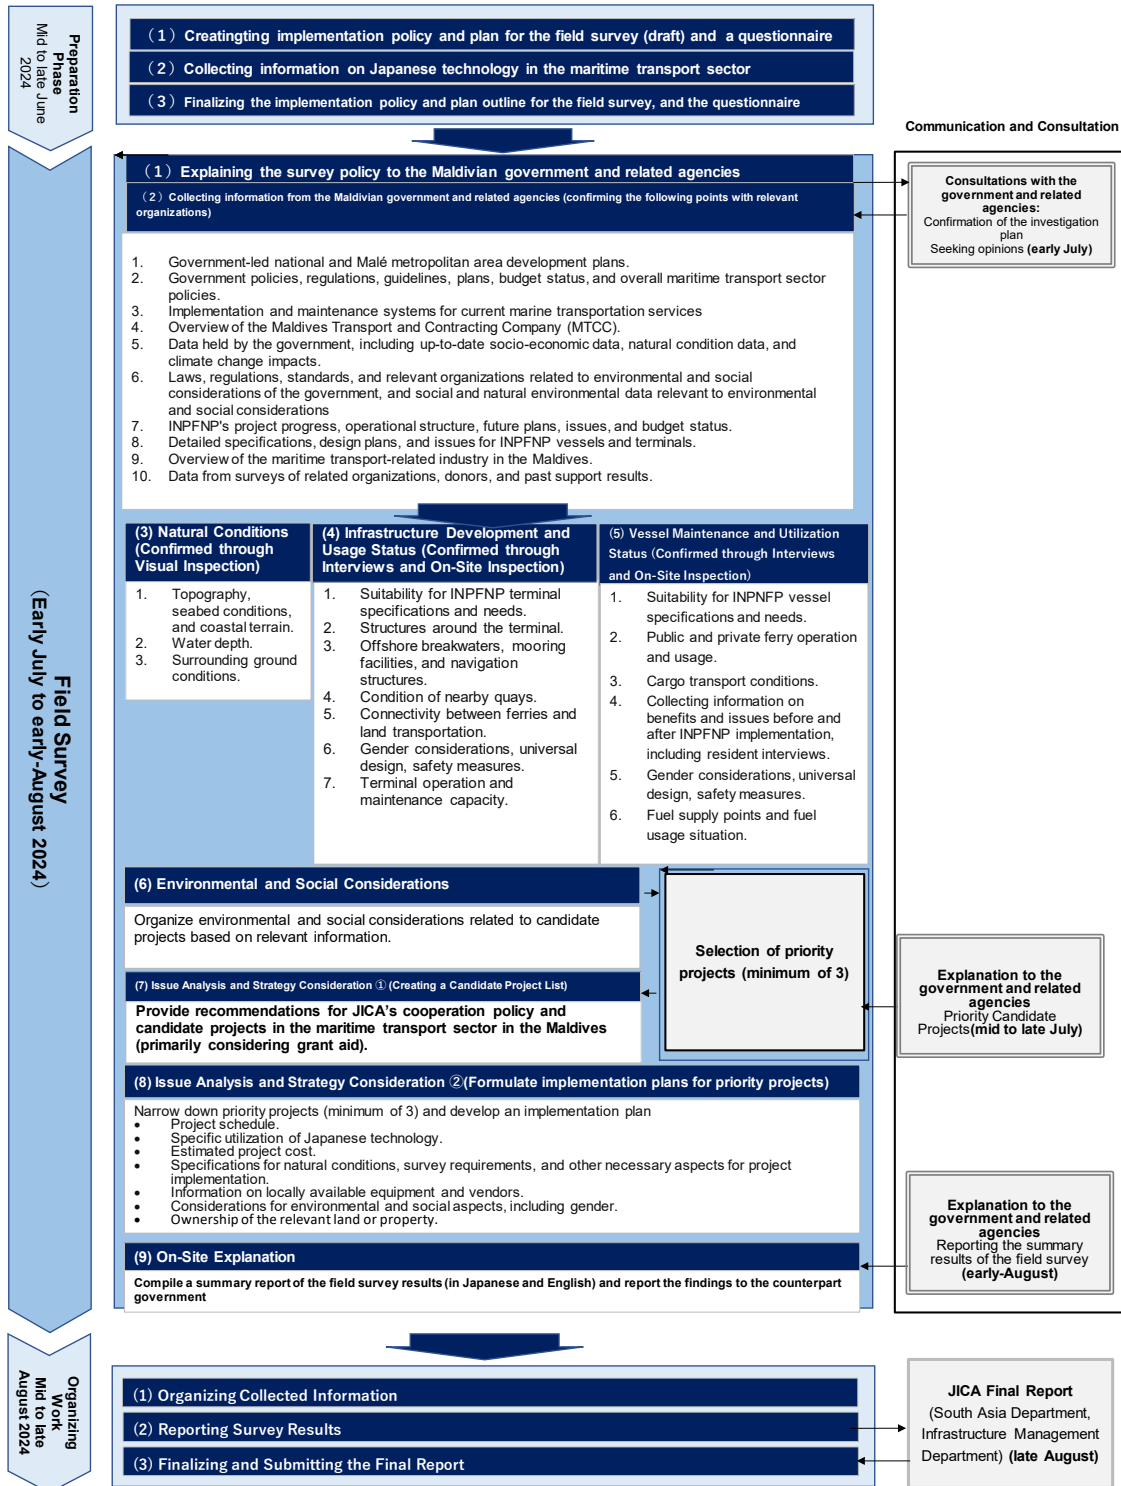 Preparation
Phase
Mid to late June
2024
（1）Creatingting implementation policy and plan for the field survey (draft) and a questionnaire
（2）Collecting information on Japanese technology in the maritime transport sector
（3）Finalizing the implementation policy and plan outline for the field survey, and the questionnaire
Communication and Consultation
Field Survey
（Early July to early-August 2024）
（1）Explaining the survey policy to the Maldivian government and related agencies
（2）Collecting information from the Maldivian government and related agencies (confirming the following points with relevant
organizations)
Consultations with the
government and related
agencies:
Confirmation of the investigation
plan
Seeking opinions (early July)
1. Government-led national and Malé metropolitan area development plans.
2. Government policies, regulations, guidelines, plans, budget status, and overall maritime transport sector
policies.
3. Implementation and maintenance systems for current marine transportation services
4. Overview of the Maldives Transport and Contracting Company (MTCC).
5. Data held by the government, including up-to-date socio-economic data, natural condition data, and
climate change impacts.
6. Laws, regulations, standards, and relevant organizations related to environmental and social
considerations of the government, and social and natural environmental data relevant to environmental
and social considerations
7. INPFNP's project progress, operational structure, future plans, issues, and budget status.
8. Detailed specifications, design plans, and issues for INPFNP vessels and terminals.
9. Overview of the maritime transport-related industry in the Maldives.
10. Data from surveys of related organizations, donors, and past support results.
(3) Natural Conditions
(Confirmed through
Visual Inspection)
1. Topography,
seabed conditions,
and coastal terrain.
2. Water depth.
3. Surrounding ground
conditions.
(4) Infrastructure Development and
Usage Status (Confirmed through
Interviews and On-Site Inspection)
1. Suitability for INPFNP terminal
specifications and needs.
2. Structures around the terminal.
3. Offshore breakwaters, mooring
facilities, and navigation
structures.
4. Condition of nearby quays.
5. Connectivity between ferries and
land transportation.
6. Gender considerations, universal
design, safety measures.
7. Terminal operation and
maintenance capacity.
(5) Vessel Maintenance and Utilization
Status (Confirmed through Interviews
and On-Site Inspection)
1. Suitability for INPNFP vessel
specifications and needs.
2. Public and private ferry operation
and usage.
3. Cargo transport conditions.
4. Collecting information on
benefits and issues before and
after INPFNP implementation,
including resident interviews.
5. Gender considerations, universal
design, safety measures.
6. Fuel supply points and fuel
usage situation.
(6) Environmental and Social Considerations
Organize environmental and social considerations related to candidate
projects based on relevant information.
Selection of priority
projects (minimum of 3)
(7) Issue Analysis and Strategy Consideration ① (Creating a Candidate Project List)
Provide recommendations for JICA's cooperation policy and
candidate projects in the maritime transport sector in the Maldives
(primarily considering grant aid).
Explanation to the
government and related
agencies
Priority Candidate
Projects(mid to late July)
(8) Issue Analysis and Strategy Consideration ②(Formulate implementation plans for priority projects)
Narrow down priority projects (minimum of 3) and develop an implementation plan
• Project schedule.
• Specific utilization of Japanese technology.
• Estimated project cost.
• Specifications for natural conditions, survey requirements, and other necessary aspects for project
implementation.
• Information on locally available equipment and vendors.
• Considerations for environmental and social aspects, including gender.
• Ownership of the relevant land or property.
(9) On-Site Explanation
Compile a summary report of the field survey results (in Japanese and English) and report the findings to the counterpart
government
Explanation to the
government and related
agencies
Reporting the summary
results of the field survey
(early-August)
Organizing
Work
Mid to late
August 2024
(1) Organizing Collected Information
(2) Reporting Survey Results
(3) Finalizing and Submitting the Final Report
JICA Final Report
(South Asia Department,
Infrastructure Management
Department) (late August)